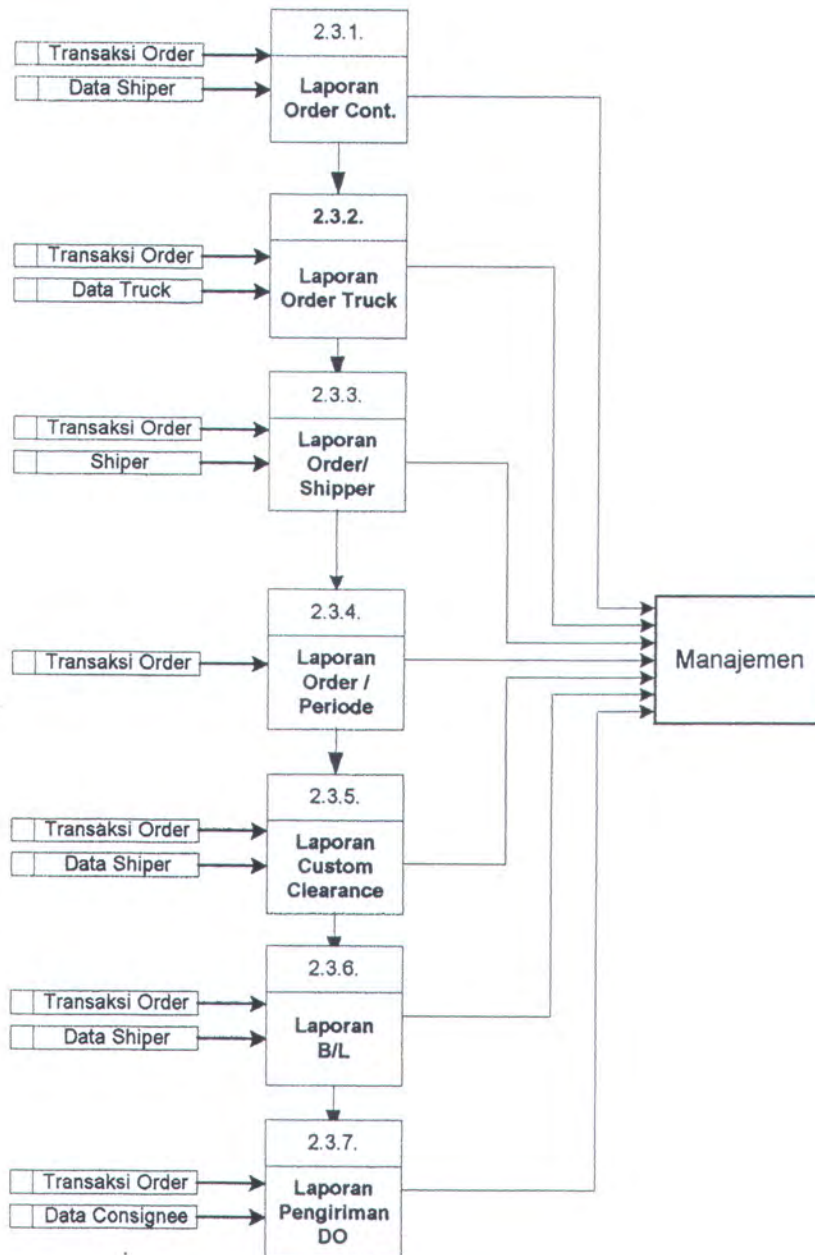 2.3.1.
Transaksi Order
Data Shiper
Laporan
Order Cont.
2.3.2.
Transaksi Order
Data Truck
Laporan
Order Truck
2.3.3.
Transaksi Order
Shiper
Laporan
Order/
Shipper
2.3.4.
Transaksi Order
Laporan
Order /
Periode
Manajemen
2.3.5.
Transaksi Order
Data Shiper
Laporan
Custom
Clearance
2.3.6.
Transaksi Order
Data Shiper
Laporan
B/L
2.3.7.
Transaksi Order
Data Consignee
Laporan
Pengiriman
DO